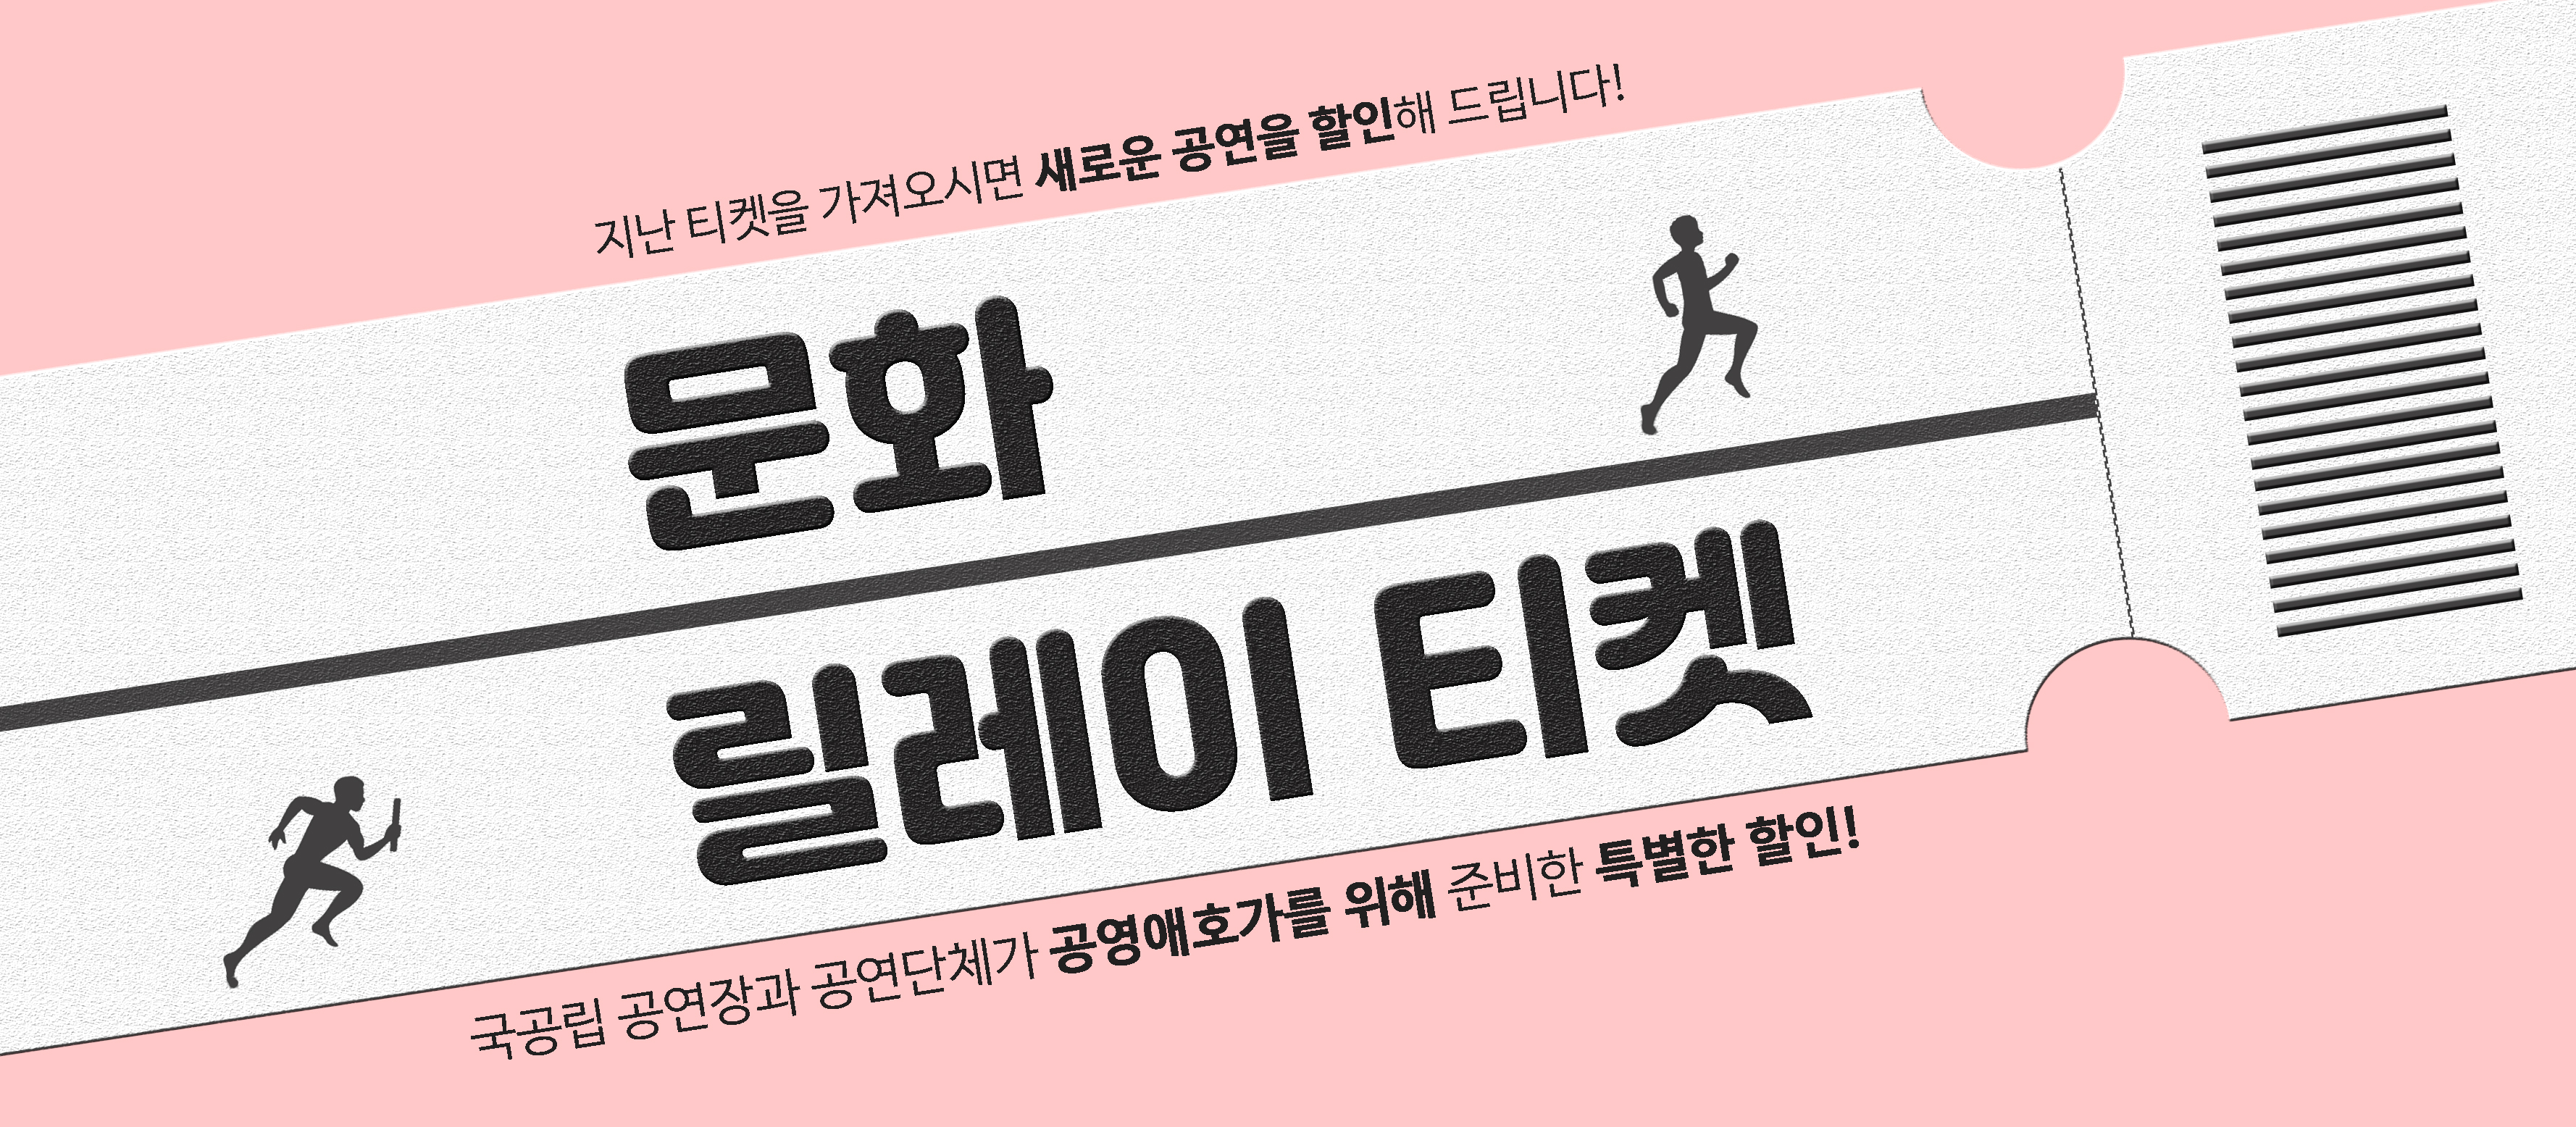 지난 티켓을 가져오시면 새로운 공연을 할인해 드립니다!
문화
릴레이 티켓
국공립 공연장과 공연단체가 공영애호가를 위해 준비한 특별한 할인!